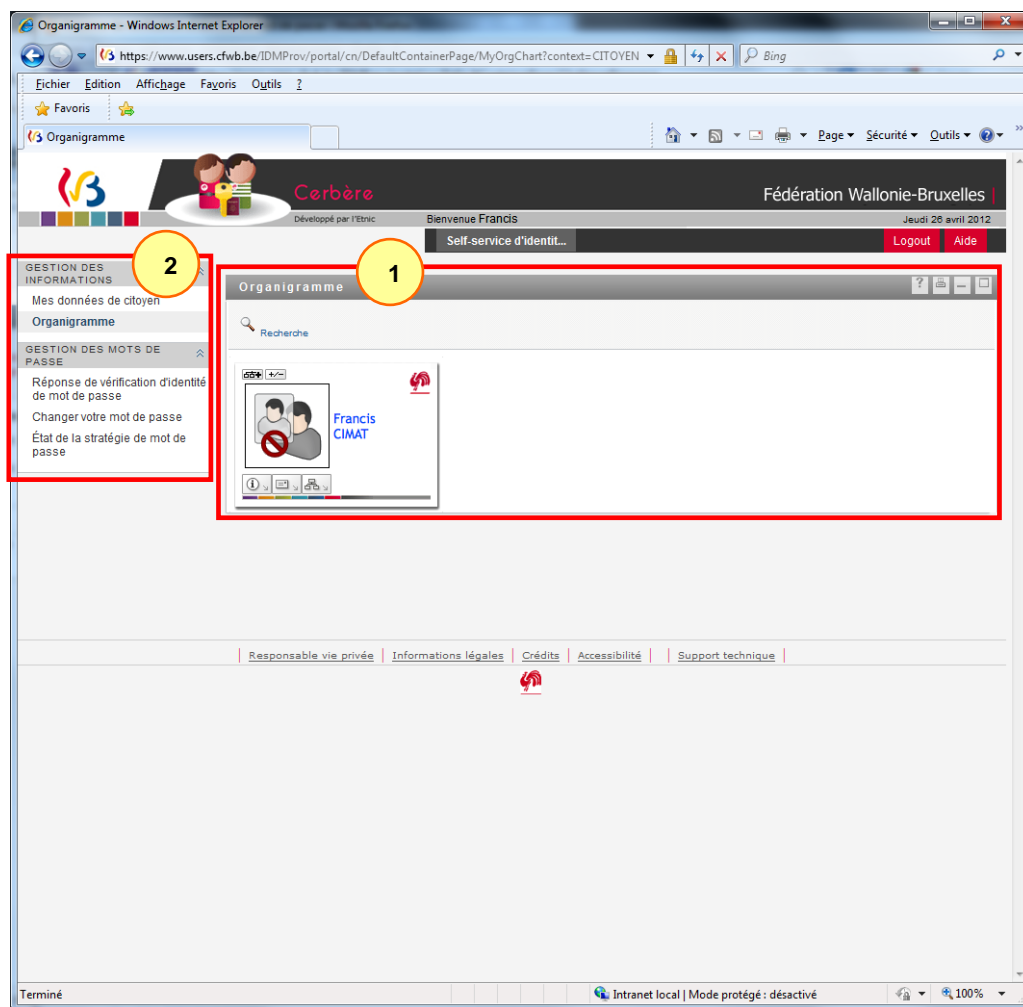 Organigramme - Windows Internet Explorer
https://www.users.cfwb.be/IDMProv/portal/cn/DefaultContainerPage/MyOrgChart?context=CITOYEN
Bing
Fichier Edition Affichage Favoris Outils ?
Favoris
Organigramme
Page Sécurité Outils
Cerbère
Fédération Wallonie-Bruxelles
Développé par l'Etnic
Bienvenue Francis
Jeudi 26 avril 2012
Self-service d'identit...
Logout Aide
2
1
GESTION DES
INFORMATIONS
Mes données de citoyen
Organigramme
GESTION DES MOTS DE
PASSE
Réponse de vérification d'identité
de mot de passe
Changer votre mot de passe
État de la stratégie de mot de
passe
Organigramme
Recherche
+/-
Francis
CIMAT
Responsable vie privée | Informations légales | Crédits | Accessibilité | | Support technique |
Terminé
Intranet local | Mode protégé : désactivé
100%